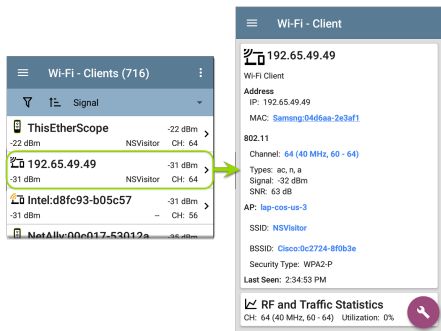 Wi-Fi - Clients (716)
Signal
ThisEtherScope
-22 dBm
-22 dBm
NSVisitor
CH: 64
192.65.49.49
-31 dBm
-31 dBm
NSVisitor
CH: 64
Intel:d8fc93-b05c57
-31 dBm
-31 dBm
--
CH: 56
NetAlly:00c017-53012a
-35 dBm
Wi-Fi - Client
192.65.49.49
Wi-Fi Client
Address
IP: 192.65.49.49
MAC: Samsng:04d6aa-2e3af1
802.11
Channel: 64 (40 MHz, 60 - 64)
Types: ac, n, a
Signal: -32 dBm
SNR: 63 dB
AP: lap-cos-us-3
SSID: NSVisitor
BSSID: Cisco:0c2724-8f0b3e
Security Type: WPA2-P
Last Seen: 2:34:53 PM
RF and Traffic Statistics
CH: 64 (40 MHz, 60 - 64) Utilization: 0%